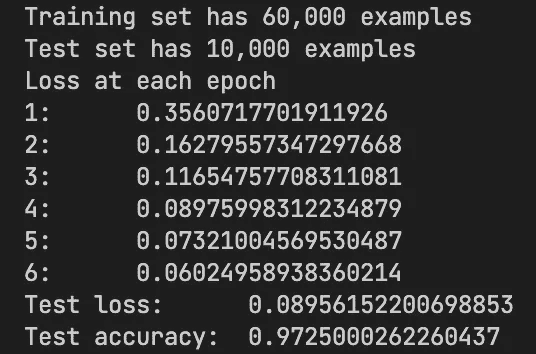 Training set has 60,000 examples
Test set has 10,000 examples
Loss at each epoch
1: 0.3560717701911926
2: 0.16279557347297668
3: 0.11654757708311081
4: 0.08975998312234879
5: 0.07321004569530487
6: 0.06024958938360214
Test loss: 0.08956152200698853
Test accuracy: 0.9725000262260437